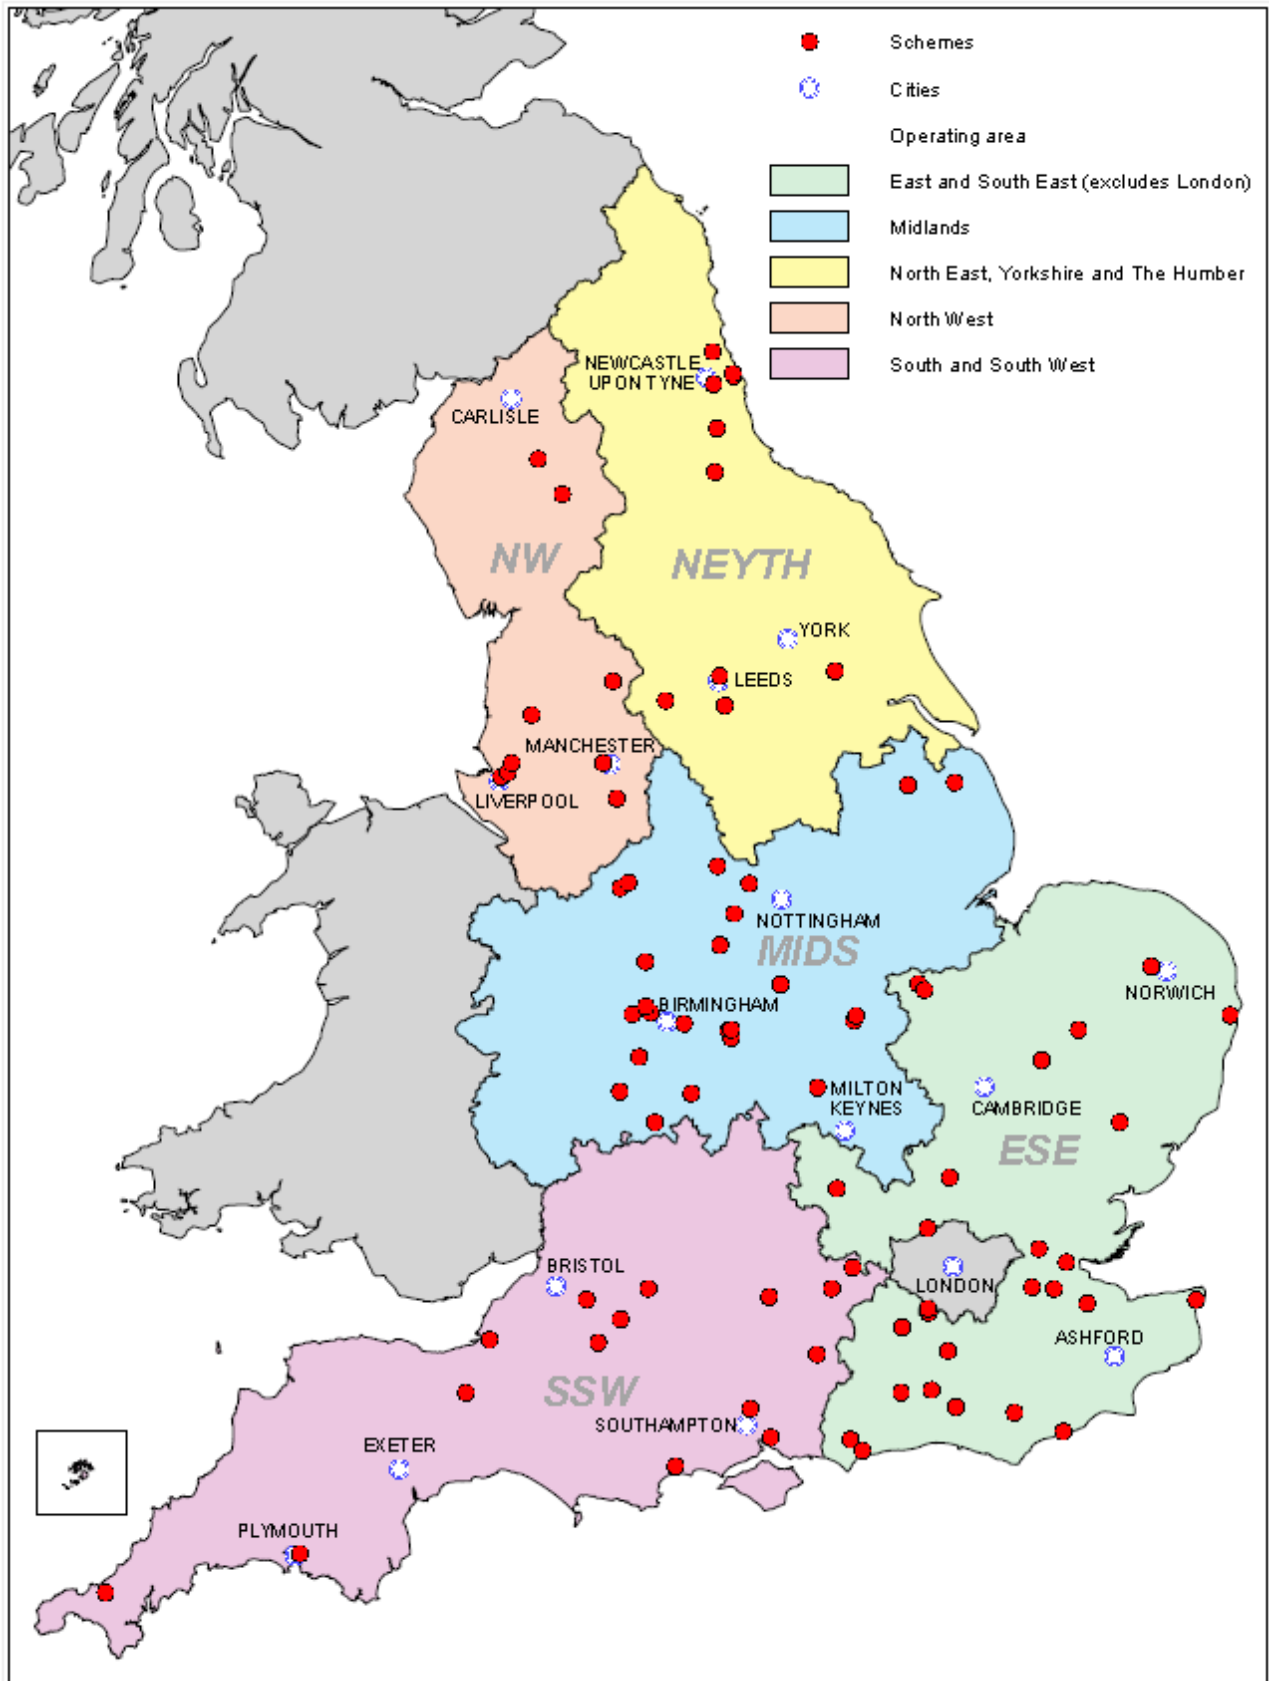 Schemes
Cities
Operating area
East and South East (excludes London)
Midlands
North East, Yorkshire and The Humber
North West
South and South West
NEWCASTLE
UPON TYNE
CARLISLE
NW
NEYTH
YORK
LEEDS
MANCHESTER
LIVERPOOL
NOTTINGHAM
MIDS
NORWICH
BIRMINGHAM
MILTON
KEYNES
CAMBRIDGE
ESE
BRISTOL
LONDON
ASHFORD
SSW
SOUTHAMPTON
EXETER
PLYMOUTH